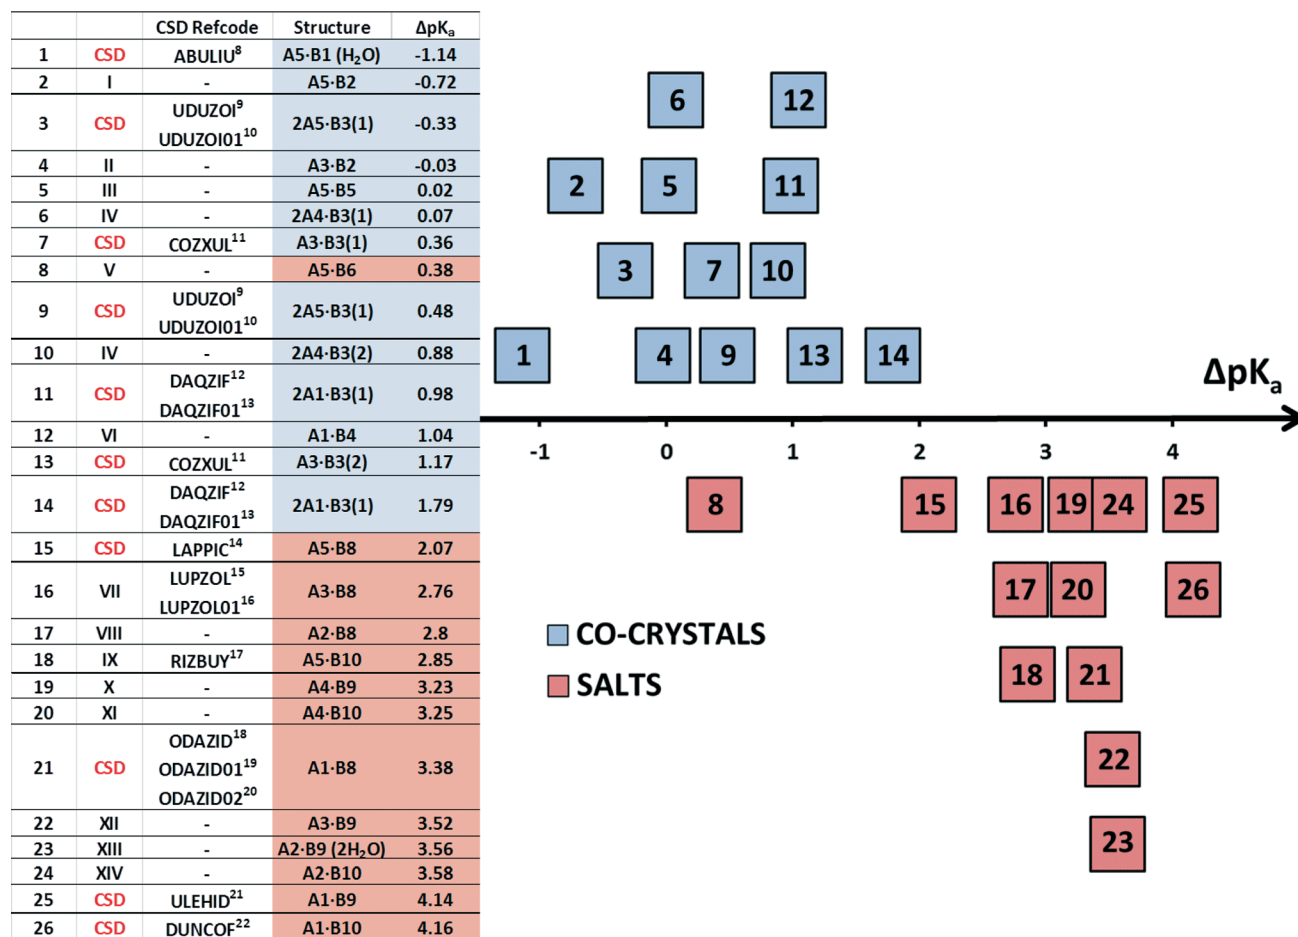 CSD Refcode Structure ΔpKₐ
1 CSD ABULIU⁸ A5·B1 (H₂O) -1.14
2 I - A5·B2 -0.72
3 CSD UDUZOI⁹ 2A5·B3(1) -0.33
UDUZOI01¹⁰
4 II - A3·B2 -0.03
5 III - A5·B5 0.02
6 IV - 2A4·B3(1) 0.07
7 CSD COZXUL¹¹ A3·B3(1) 0.36
8 V - A5·B6 0.38
9 CSD UDUZOI⁹ 2A5·B3(1) 0.48
UDUZOI01¹⁰
10 IV - 2A4·B3(2) 0.88
11 CSD DAQZIF¹² 2A1·B3(1) 0.98
DAQZIF01¹³
12 VI - A1·B4 1.04
13 CSD COZXUL¹¹ A3·B3(2) 1.17
14 CSD DAQZIF¹² 2A1·B3(1) 1.79
DAQZIF01¹³
15 CSD LAPPIC¹⁴ A5·B8 2.07
16 VII LUPZOL¹⁵ A3·B8 2.76
LUPZOL01¹⁶
17 VIII - A2·B8 2.8
18 IX RIZBUY¹⁷ A5·B10 2.85
19 X - A4·B9 3.23
20 XI - A4·B10 3.25
21 CSD ODAZID¹⁸ A1·B8 3.38
ODAZID01¹⁹
ODAZID02²⁰
22 XII - A3·B9 3.52
23 XIII - A2·B9 (2H₂O) 3.56
24 XIV - A2·B10 3.58
25 CSD ULEHID²¹ A1·B9 4.14
26 CSD DUNCOF²² A1·B10 4.16
6 12
2 5 11
3 7 10
1 4 9 13 14
ΔpKₐ
-1 0 1 2 3 4
8 15 16 19 24 25
17 20 26
CO-CRYSTALS
18 21
SALTS
22
23